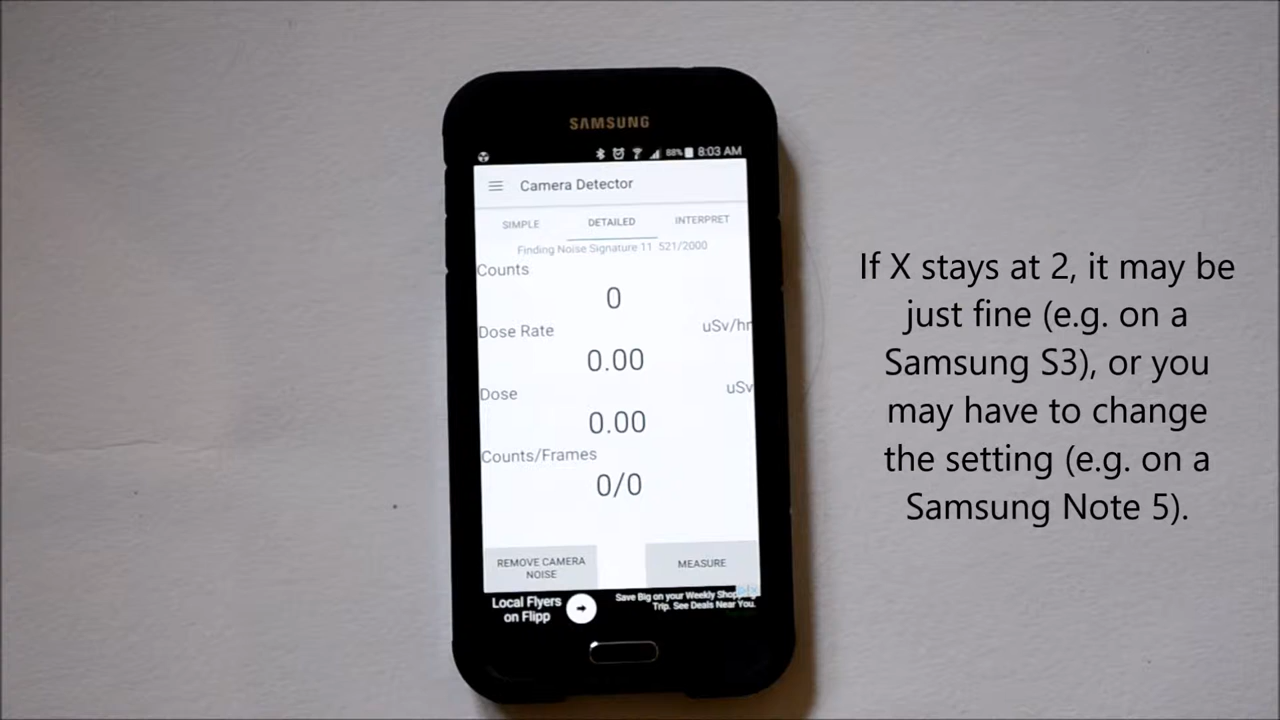 SAMSUNG
88% 8:03 AM
Camera Detector
SIMPLE DETAILED INTERPRET
Finding Noise Signature 11 521/2000
Counts
0
Dose Rate uSv/hr
0.00
Dose uSv
0.00
Counts/Frames
0/0
REMOVE CAMERA
NOISE
MEASURE
Local Flyers
on Flipp
Save Big on your Weekly Shopping
Trip. See Deals Near You.
If X stays at 2, it may be
just fine (e.g. on a
Samsung S3), or you
may have to change
the setting (e.g. on a
Samsung Note 5).